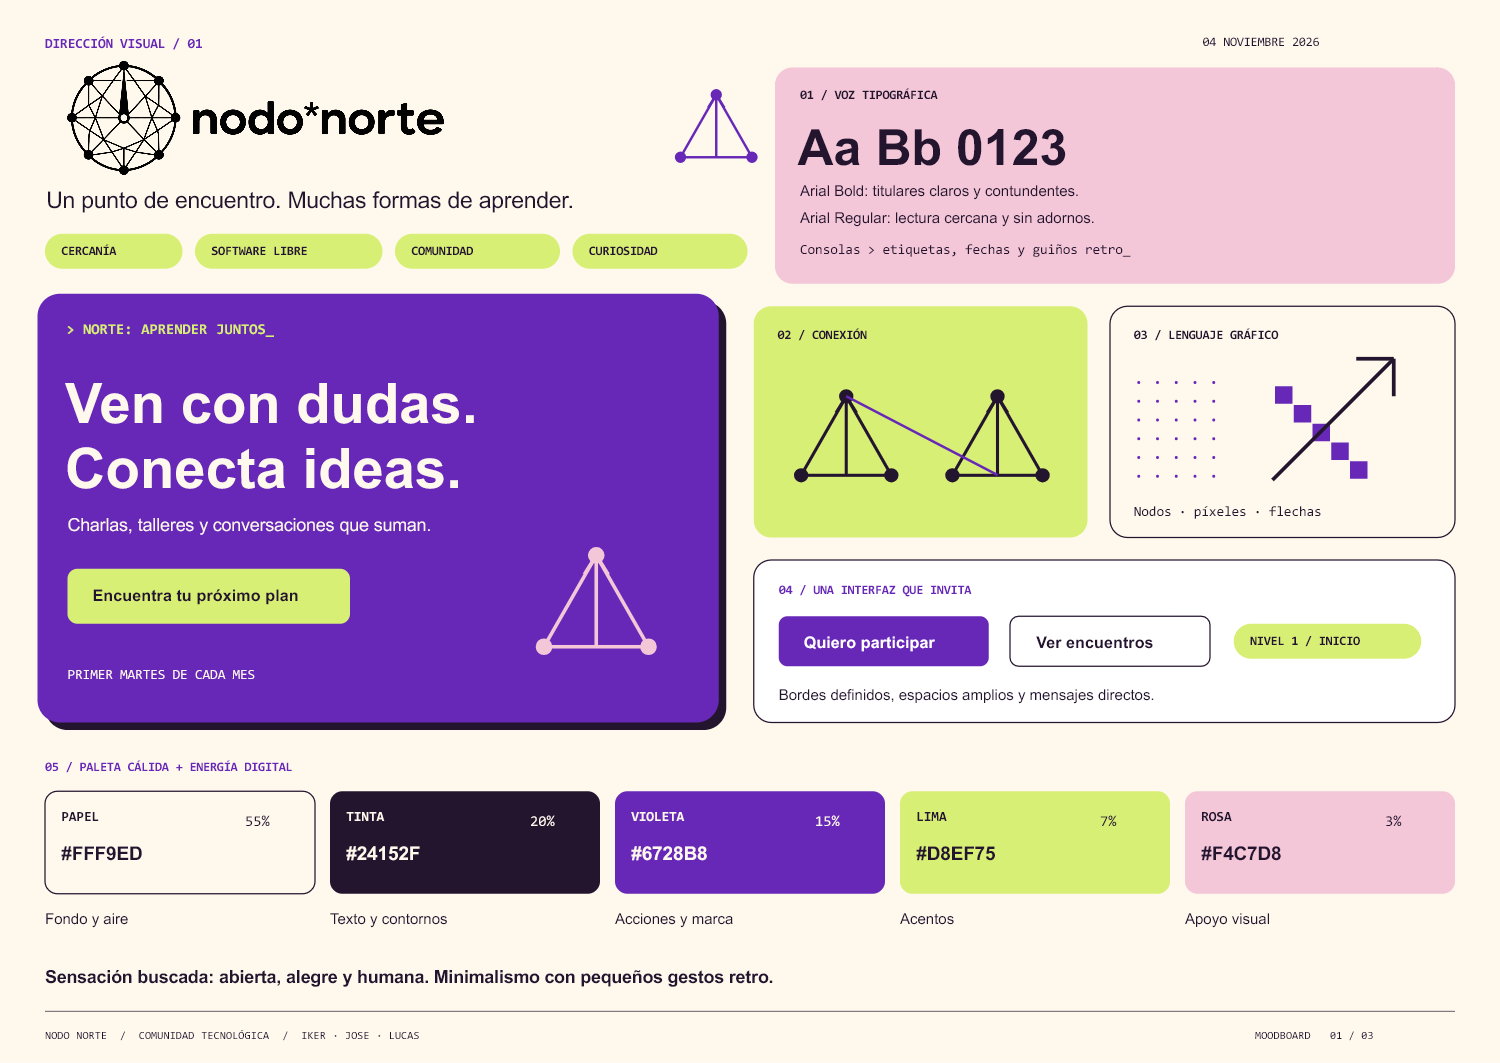 DIRECCIÓN VISUAL / 01
04 NOVIEMBRE 2026
nodo*norte
Un punto de encuentro. Muchas formas de aprender.
CERCANÍA
SOFTWARE LIBRE
COMUNIDAD
CURIOSIDAD
01 / VOZ TIPOGRÁFICA
Aa Bb 0123
Arial Bold: titulares claros y contundentes.
Arial Regular: lectura cercana y sin adornos.
Consolas > etiquetas, fechas y guiños retro_
> NORTE: APRENDER JUNTOS_
Ven con dudas.
Conecta ideas.
Charlas, talleres y conversaciones que suman.
Encuentra tu próximo plan
PRIMER MARTES DE CADA MES
02 / CONEXIÓN
03 / LENGUAJE GRÁFICO
Nodos · píxeles · flechas
04 / UNA INTERFAZ QUE INVITA
Quiero participar
Ver encuentros
NIVEL 1 / INICIO
Bordes definidos, espacios amplios y mensajes directos.
05 / PALETA CÁLIDA + ENERGÍA DIGITAL
PAPEL 55%
#FFF9ED
Fondo y aire
TINTA 20%
#24152F
Texto y contornos
VIOLETA 15%
#6728B8
Acciones y marca
LIMA 7%
#D8EF75
Acentos
ROSA 3%
#F4C7D8
Apoyo visual
Sensación buscada: abierta, alegre y humana. Minimalismo con pequeños gestos retro.
NODO NORTE / COMUNIDAD TECNOLÓGICA / IKER · JOSE · LUCAS
MOODBOARD 01 / 03